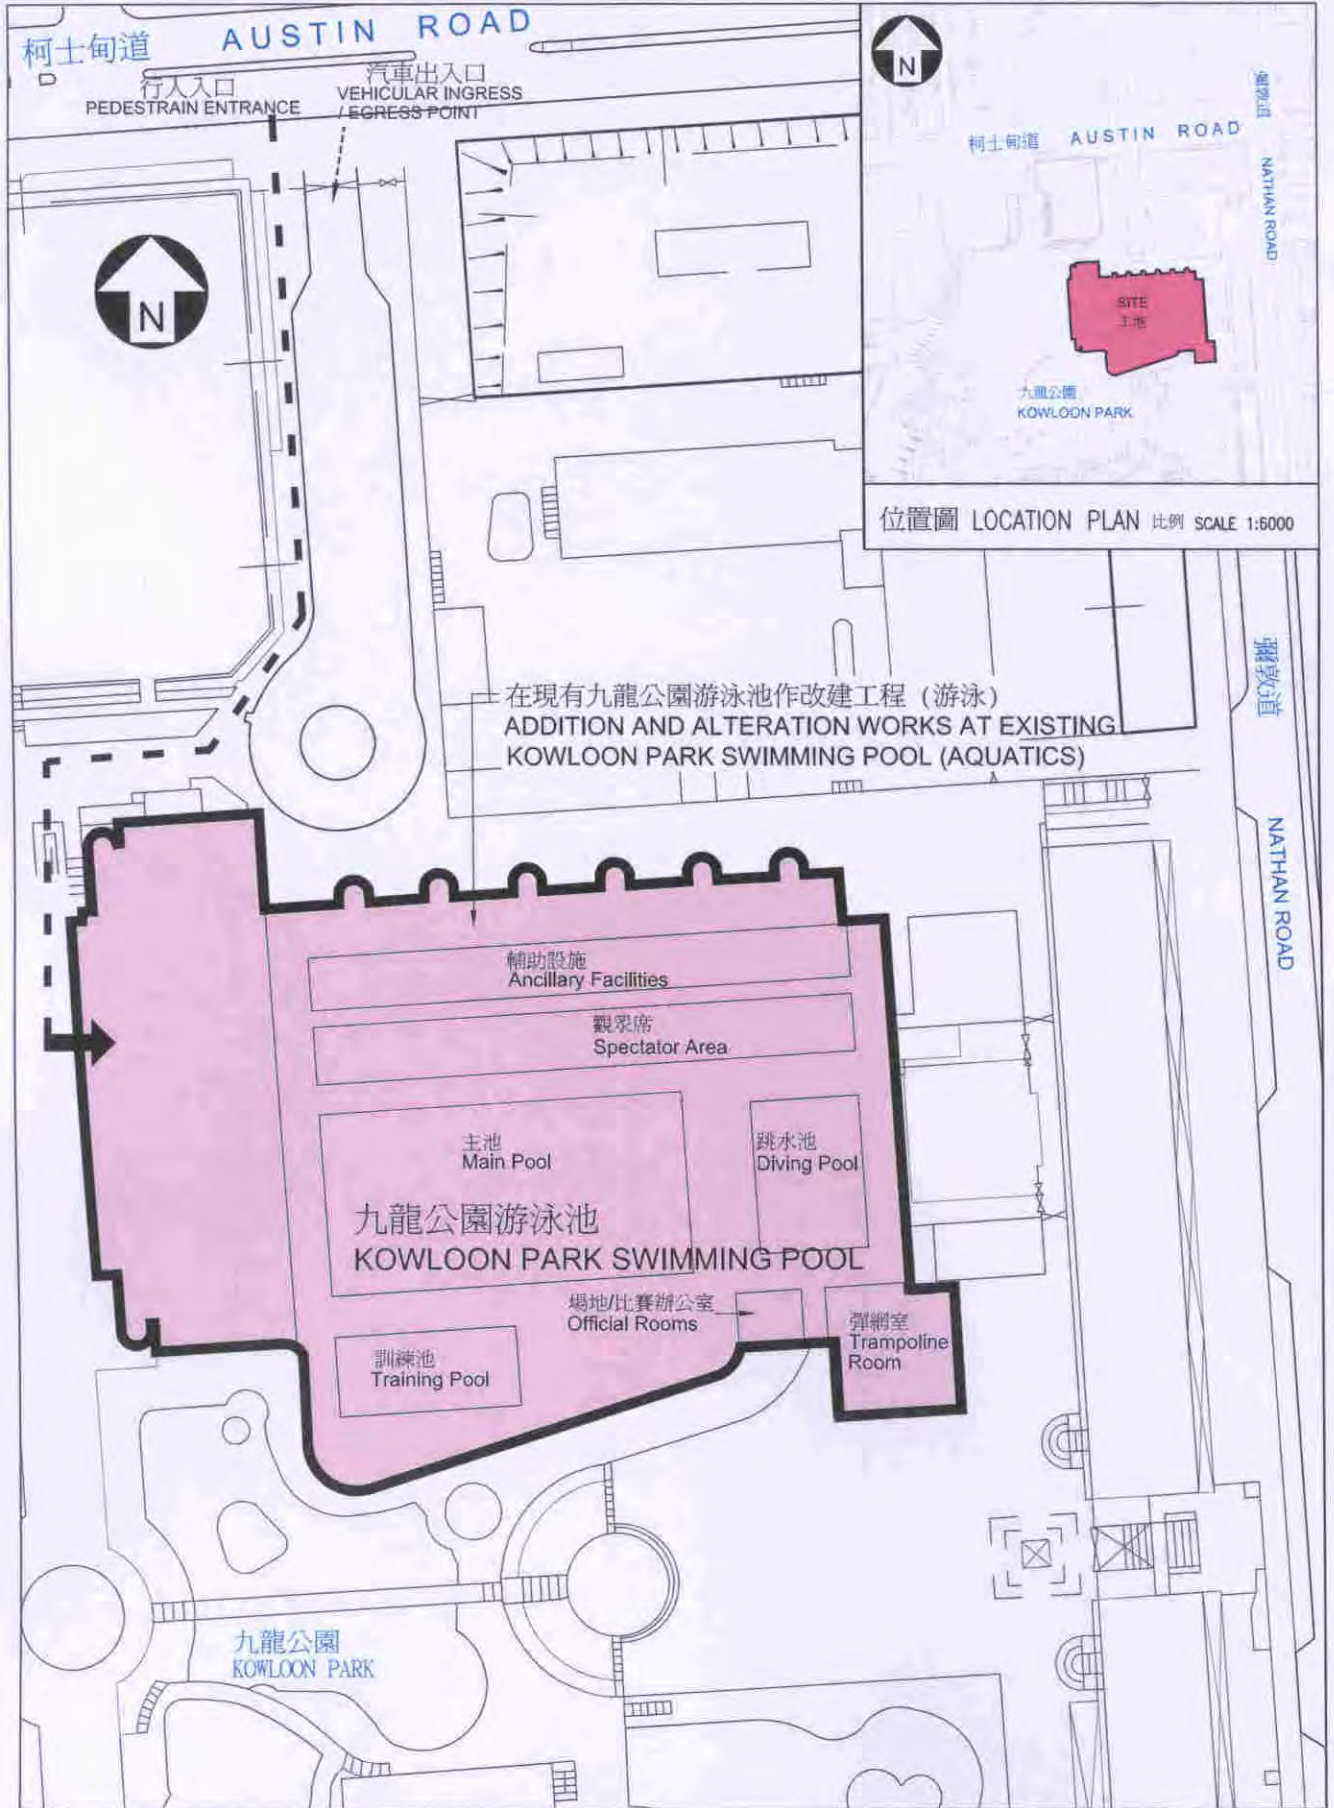 柯士甸道 AUSTIN ROAD
行人入口
PEDESTRAIN ENTRANCE
汽車出入口
VEHICULAR INGRESS
/ EGRESS POINT
N
N
柯士甸道 AUSTIN ROAD
彌敦道
NATHAN ROAD
SITE
工地
九龍公園
KOWLOON PARK
位置圖 LOCATION PLAN 比例 SCALE 1:6000
在現有九龍公園游泳池作改建工程 (游泳)
ADDITION AND ALTERATION WORKS AT EXISTING
KOWLOON PARK SWIMMING POOL (AQUATICS)
彌敦道
NATHAN ROAD
輔助設施
Ancillary Facilities
觀眾席
Spectator Area
主池
Main Pool
跳水池
Diving Pool
九龍公園游泳池
KOWLOON PARK SWIMMING POOL
場地/比賽辦公室
Official Rooms
彈網室
Trampoline
Room
訓練池
Training Pool
九龍公園
KOWLOON PARK